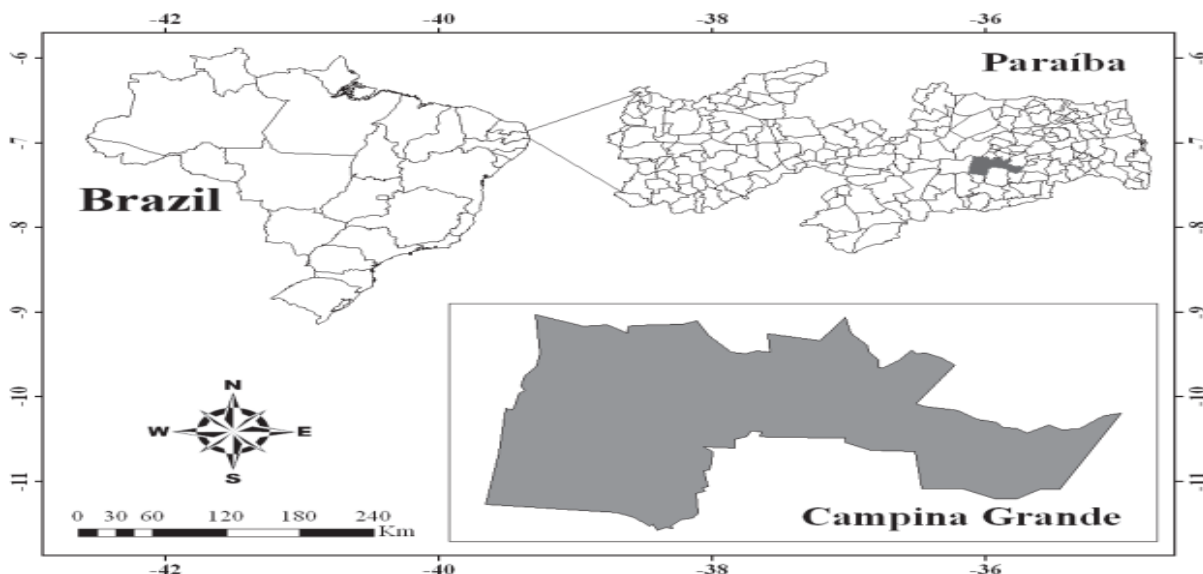 -42 -40 -38 -36
-6 -6
Paraíba
-7 -7
Brazil
-8 -8
-9 -9
-10 -10
N
W E
S
-11 -11
0 30 60 120 180 240
Km
Campina Grande
-42 -40 -38 -36